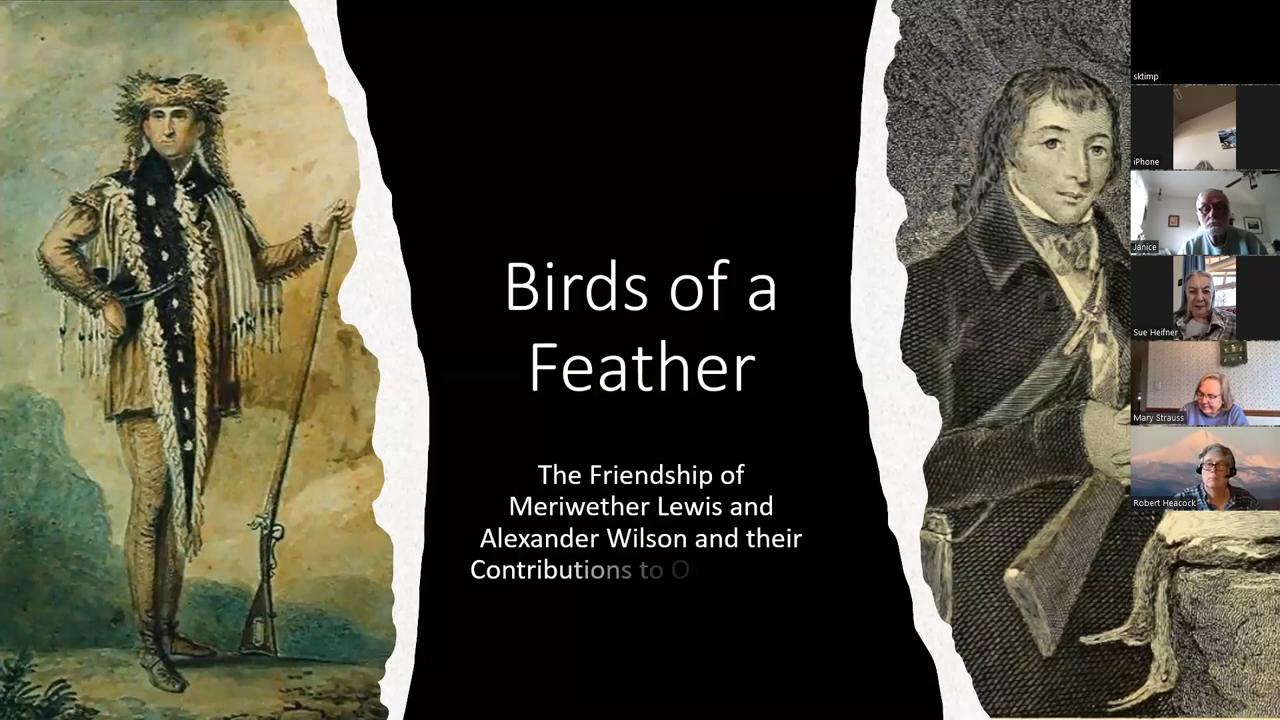 Birds of a
Feather
The Friendship of
Meriwether Lewis and
Alexander Wilson and their
Contributions to O
sktimp
iPhone
Janice
Sue Heifner
Mary Strauss
Robert Heacock